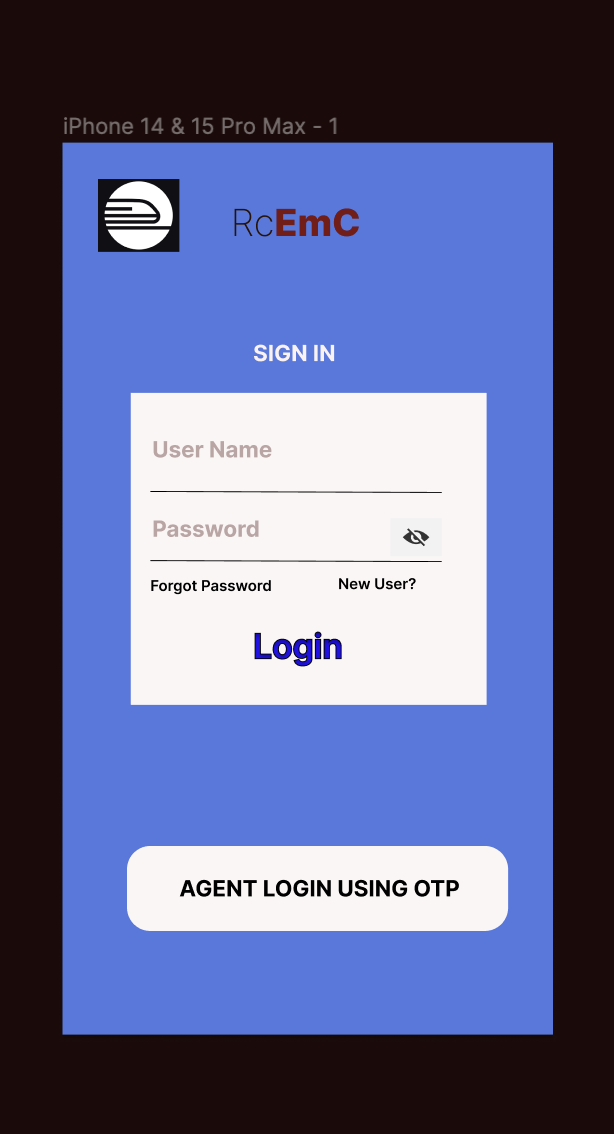 iPhone 14 & 15 Pro Max - 1
RcEmC
SIGN IN
User Name
Password
Forgot Password New User?
Login
AGENT LOGIN USING OTP